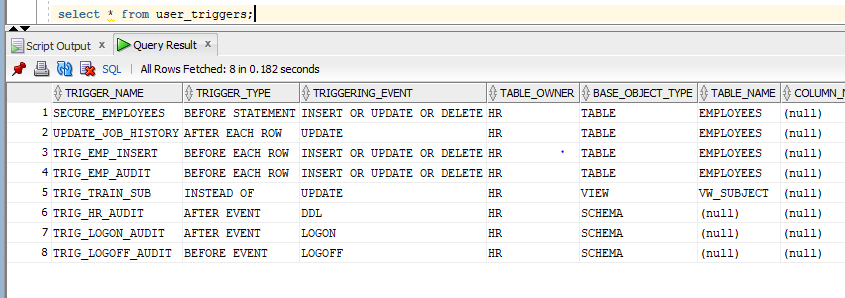 select * from user_triggers;
Script Output x Query Result x
SQL | All Rows Fetched: 8 in 0.182 seconds
TRIGGER_NAME TRIGGER_TYPE TRIGGERING_EVENT TABLE_OWNER BASE_OBJECT_TYPE TABLE_NAME COLUMN_N
1 SECURE_EMPLOYEES BEFORE STATEMENT INSERT OR UPDATE OR DELETE HR TABLE EMPLOYEES (null)
2 UPDATE_JOB_HISTORY AFTER EACH ROW UPDATE HR TABLE EMPLOYEES (null)
3 TRIG_EMP_INSERT BEFORE EACH ROW INSERT OR UPDATE OR DELETE HR TABLE EMPLOYEES (null)
4 TRIG_EMP_AUDIT BEFORE EACH ROW INSERT OR UPDATE OR DELETE HR TABLE EMPLOYEES (null)
5 TRIG_TRAIN_SUB INSTEAD OF UPDATE HR VIEW VW_SUBJECT (null)
6 TRIG_HR_AUDIT AFTER EVENT DDL HR SCHEMA (null) (null)
7 TRIG_LOGON_AUDIT AFTER EVENT LOGON HR SCHEMA (null) (null)
8 TRIG_LOGOFF_AUDIT BEFORE EVENT LOGOFF HR SCHEMA (null) (null)